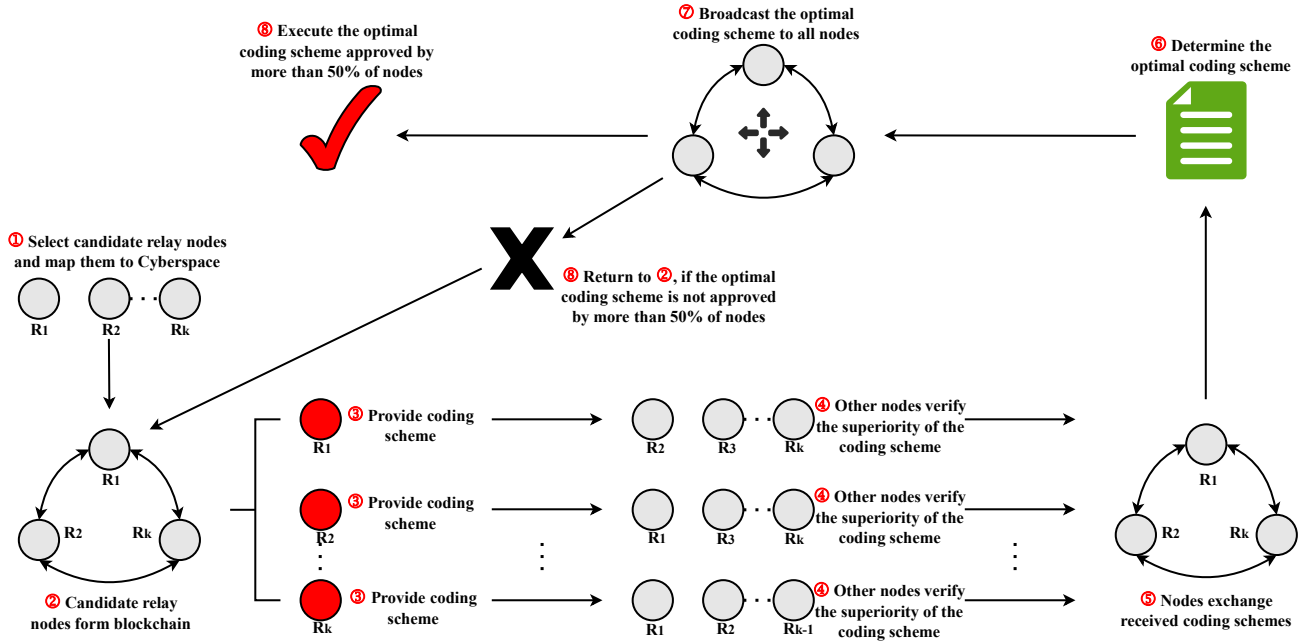 ① Select candidate relay nodes
and map them to Cyberspace
R1
R2
· · ·
Rk
R1
R2
Rk
② Candidate relay
nodes form blockchain
③ Provide coding
scheme
R1
R2
R3
· · ·
Rk
④ Other nodes verify
the superiority of the
coding scheme
③ Provide coding
scheme
R2
R1
R3
· · ·
Rk
④ Other nodes verify
the superiority of the
coding scheme
③ Provide coding
scheme
Rk
R1
R2
· · ·
Rk-1
④ Other nodes verify
the superiority of the
coding scheme
R1
R2
Rk
⑤ Nodes exchange
received coding schemes
⑥ Determine the
optimal coding scheme
⑦ Broadcast the optimal
coding scheme to all nodes
⑧ Execute the optimal
coding scheme approved by
more than 50% of nodes
X
⑧ Return to ②, if the optimal
coding scheme is not approved
by more than 50% of nodes